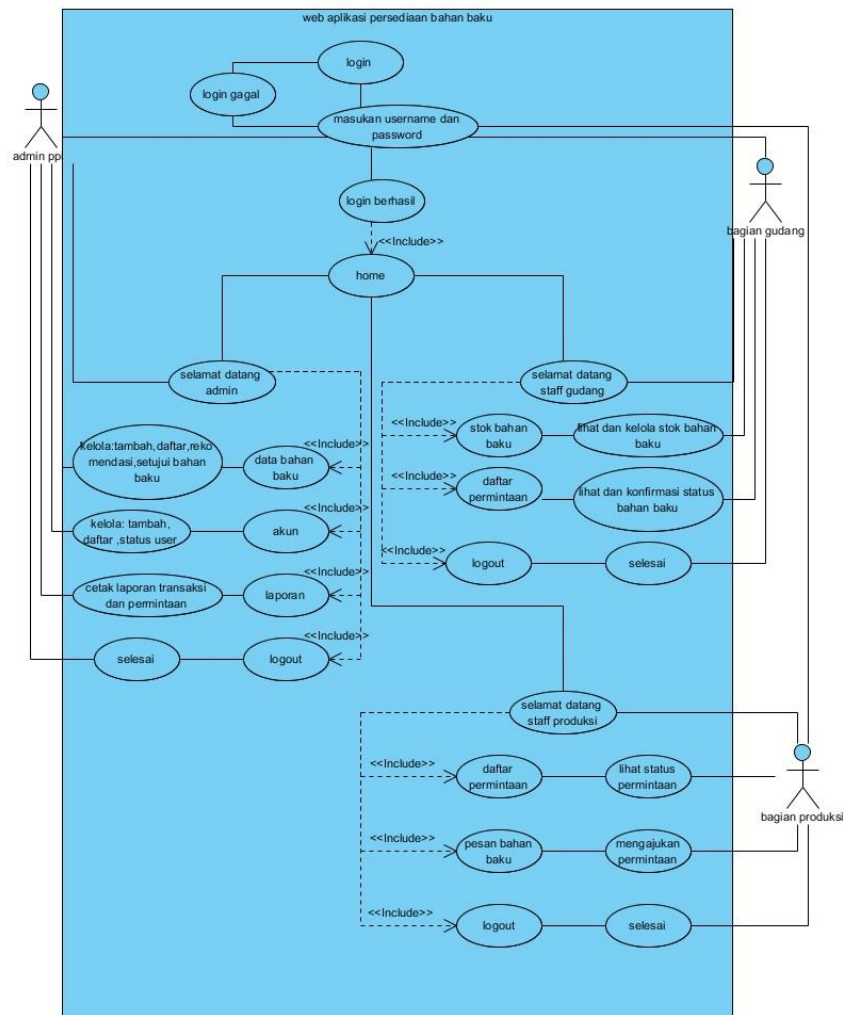 web aplikasi persediaan bahan baku
login
login gagal
masukan username dan
password
admin ppi
login berhasil
bagian gudang
<<Include>>
home
selamat datang
admin
selamat datang
staff gudang
<<Include>>
stok bahan
baku
lihat dan kelola stok bahan
baku
kelola:tambah,daftar,reko
mendasi,setujui bahan
baku
<<Include>>
data bahan
baku
<<Include>>
daftar
permintaan
lihat dan konfirmasi status
bahan baku
kelola: tambah,
daftar ,status user
<<Include>>
akun
<<Include>>
logout
selesai
cetak laporan transaksi
dan permintaan
<<Include>>
laporan
<<Include>>
selesai
logout
selamat datang
staff produksi
<<Include>>
daftar
permintaan
lihat status
permintaan
bagian produksi
<<Include>>
pesan bahan
baku
mengajukan
permintaan
<<Include>>
logout
selesai